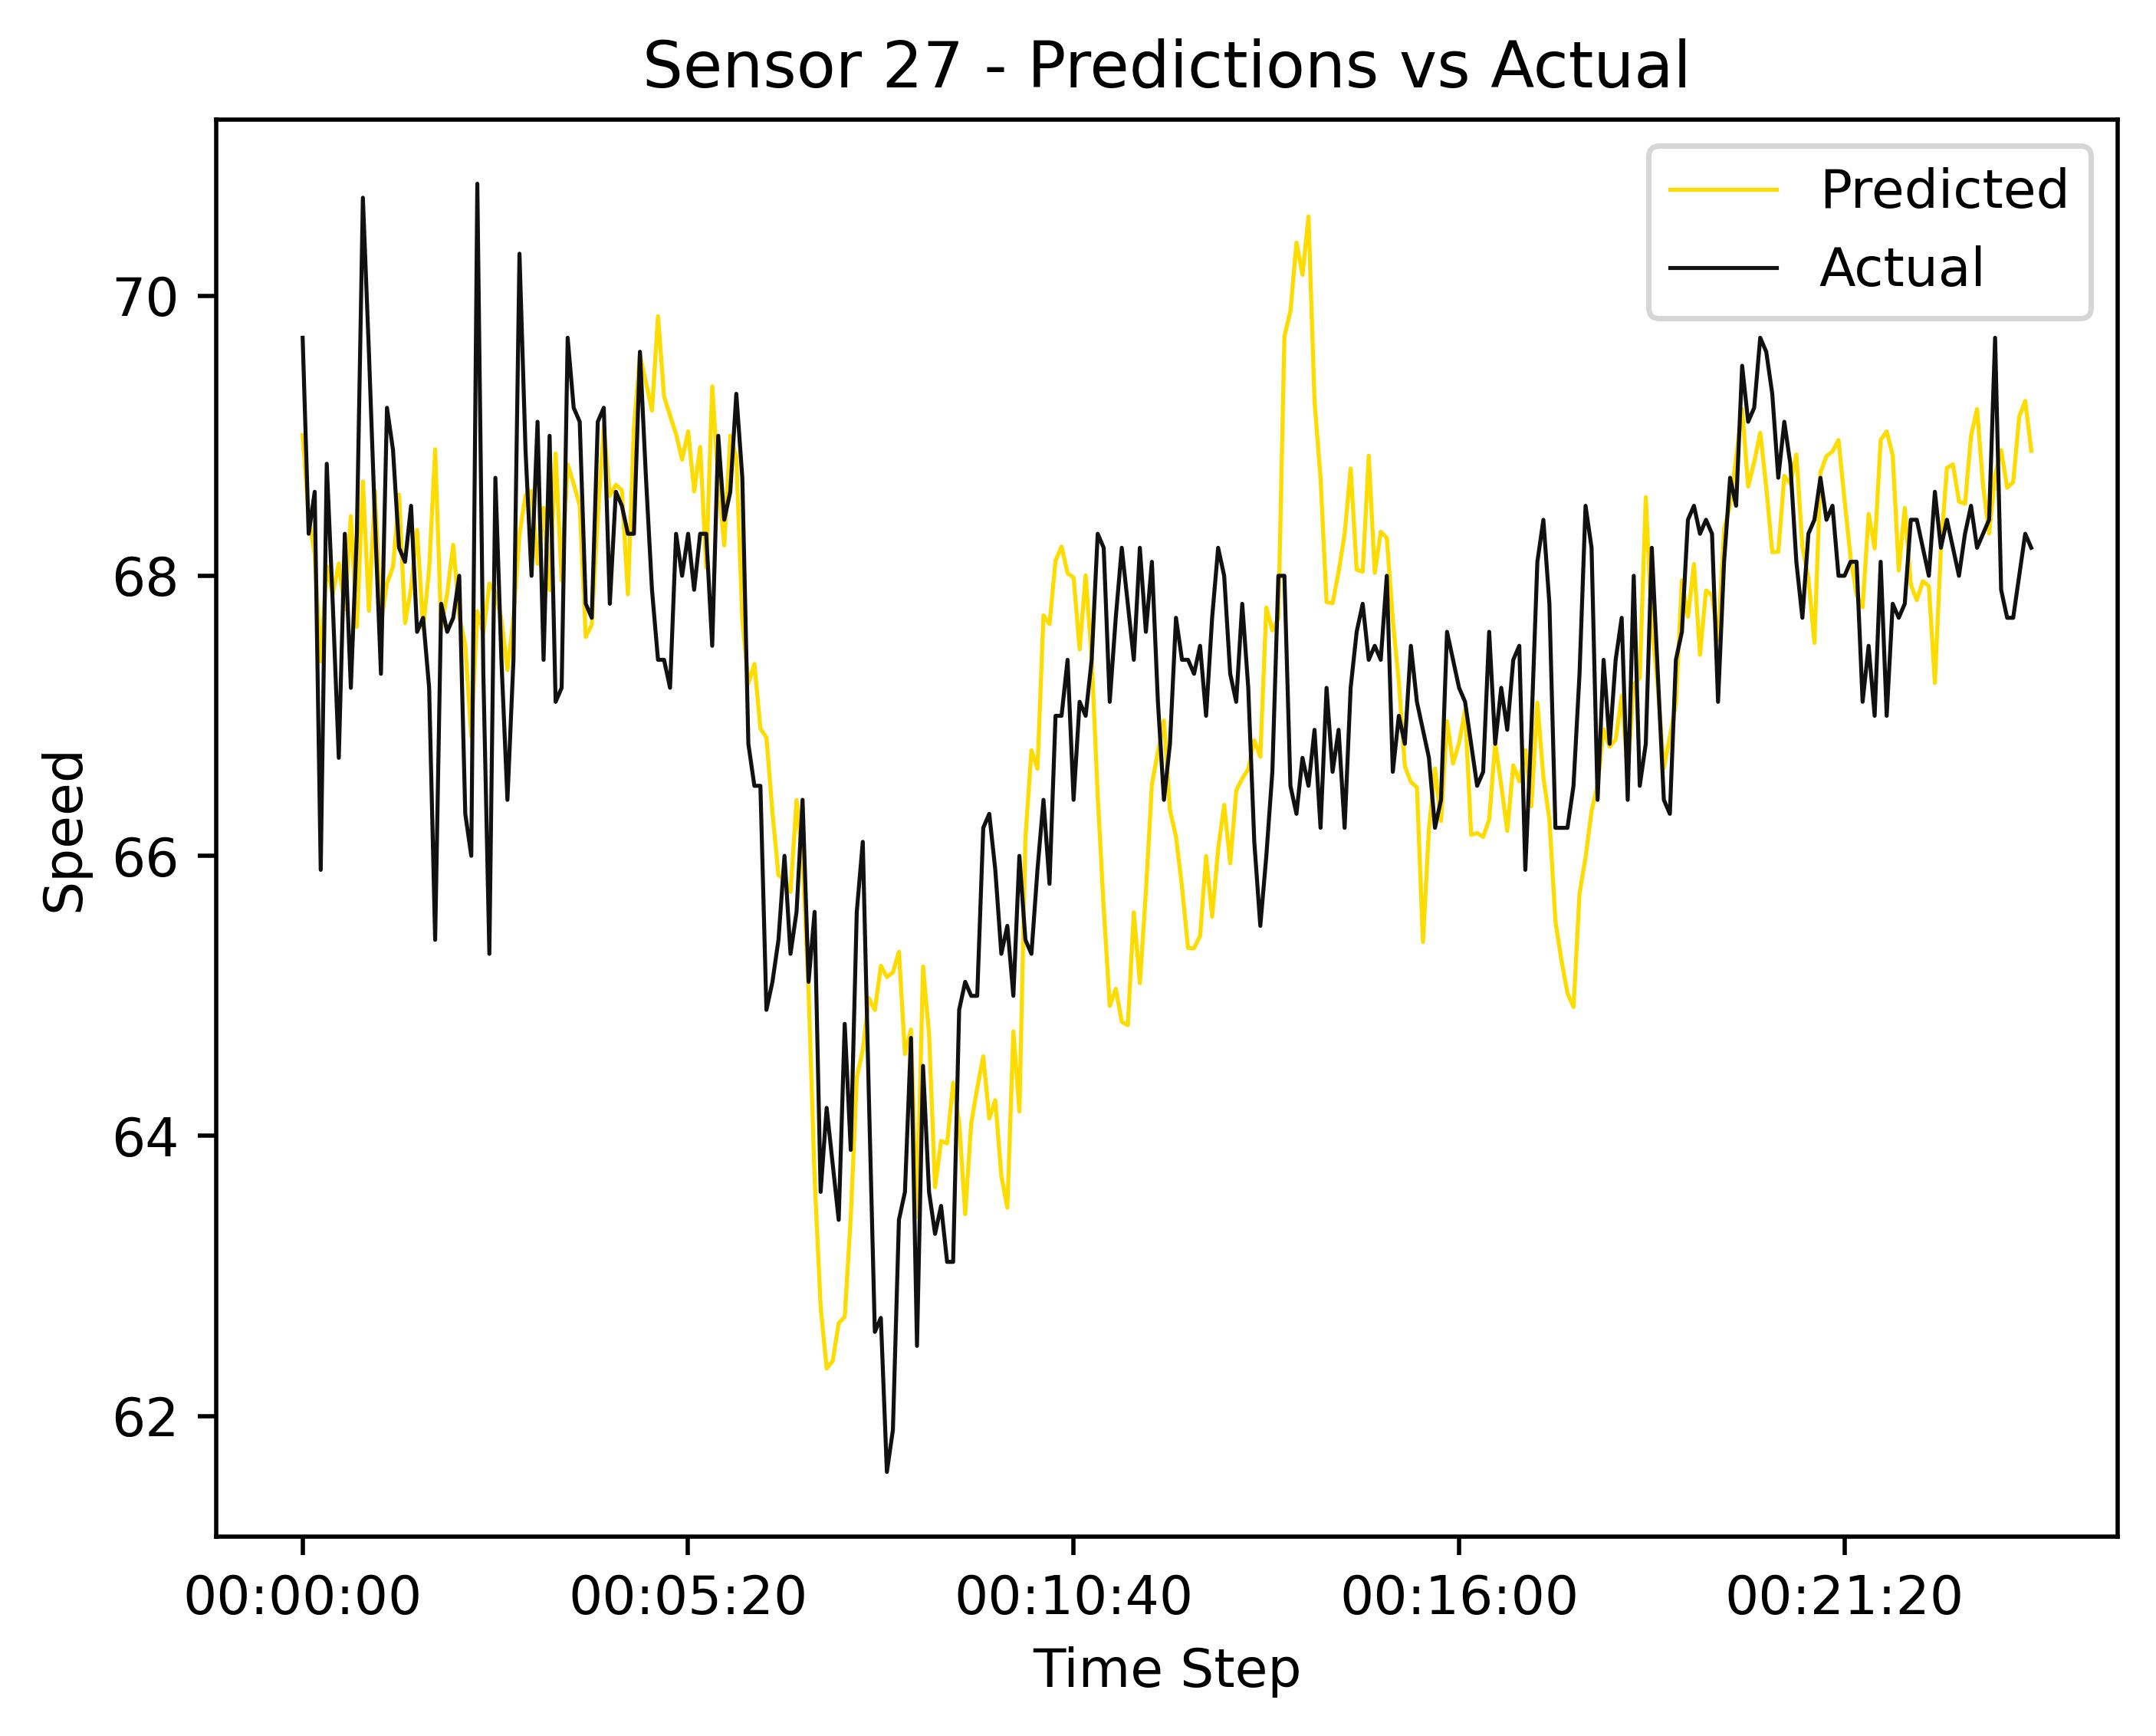 Sensor 27 - Predictions vs Actual
Predicted
Actual
70
68
66
64
62
Speed
00:00:00 00:05:20 00:10:40 00:16:00 00:21:20
Time Step